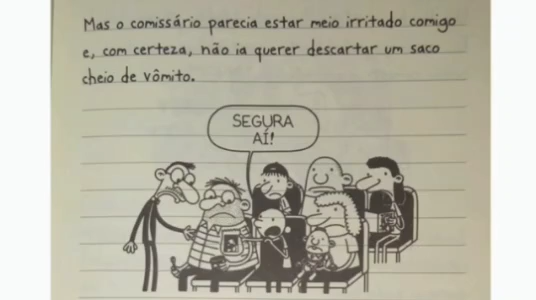 Mas o comissário parecia estar meio irritado comigo
e, com certeza, não ia querer descartar um saco
cheio de vômito.
SEGURA
AÍ!